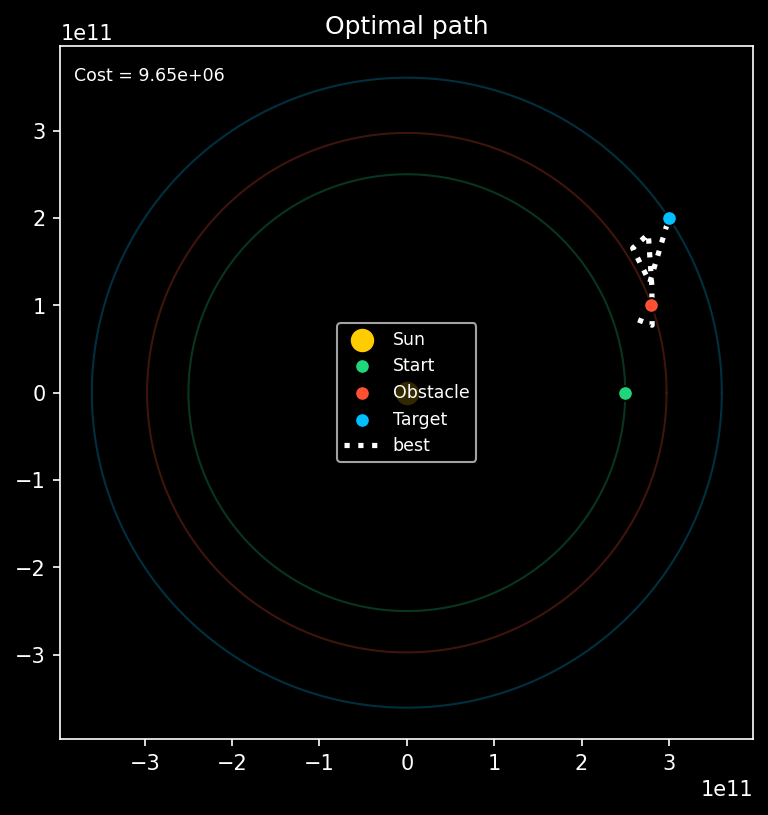 Optimal path
1e11
Cost = 9.65e+06
3
2
1
0
−1
−2
−3
Sun
Start
Obstacle
Target
best
−3 −2 −1 0 1 2 3
1e11